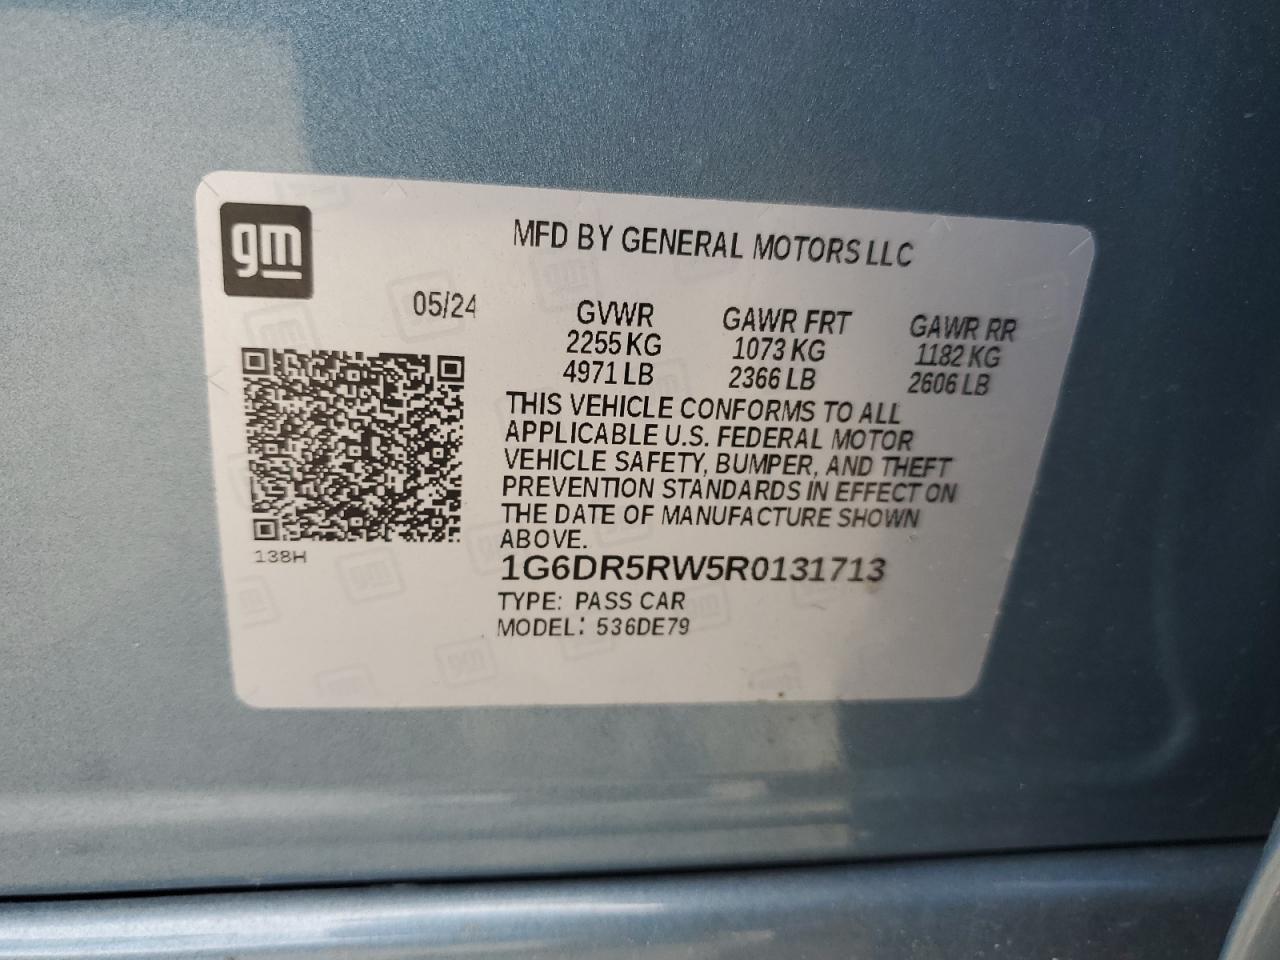 gm
MFD BY GENERAL MOTORS LLC
05/24
GVWR GAWR FRT GAWR RR
2255 KG 1073 KG 1182 KG
4971 LB 2366 LB 2606 LB
THIS VEHICLE CONFORMS TO ALL
APPLICABLE U.S. FEDERAL MOTOR
VEHICLE SAFETY, BUMPER, AND THEFT
PREVENTION STANDARDS IN EFFECT ON
THE DATE OF MANUFACTURE SHOWN
ABOVE.
138H
1G6DR5RW5R0131713
TYPE: PASS CAR
MODEL: 536DE79